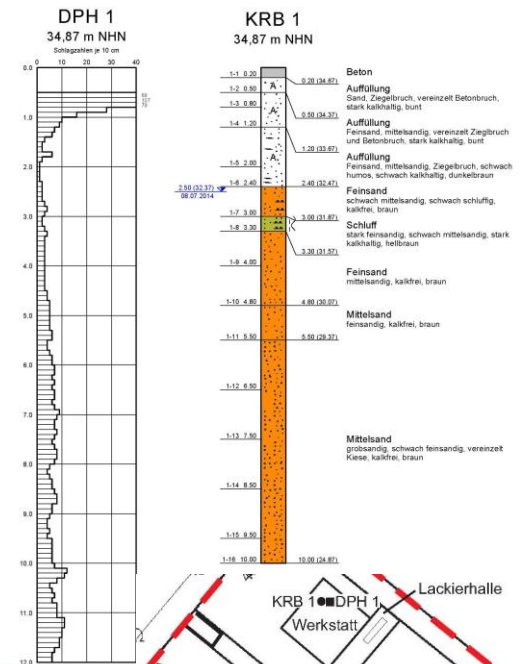 DPH 1
34,87 m NHN
Schlagzahlen je 10 cm
0 10 20 30 40
0.0
1.0
2.0
3.0
4.0
5.0
6.0
7.0
8.0
9.0
10.0
11.0
12.0
KRB 1
34,87 m NHN
1-1 0.20
1-2 0.50
1-3 0.80
1-4 1.20
1-5 2.00
1-6 2.40
2.50 (32.37)
08.07.2014
1-7 3.00
1-8 3.30
1-9 4.00
1-10 4.80
1-11 5.50
1-12 6.50
1-13 7.50
1-14 8.50
1-15 9.50
1-16 10.00
A
A
A
0.20 (34.67)
0.50 (34.37)
1.20 (33.67)
2.40 (32.47)
3.00 (31.87)
3.30 (31.57)
4.80 (30.07)
5.50 (29.37)
10.00 (24.87)
Beton
Auffüllung
Sand, Ziegelbruch, vereinzelt Betonbruch,
stark kalkhaltig, bunt
Auffüllung
Feinsand, mittelsandig, vereinzelt Zieglbruch
und Betonbruch, stark kalkhaltig, bunt
Auffüllung
Feinsand, mittelsandig, Ziegelbruch, schwach
humos, schwach kalkhaltig, dunkelbraun
Feinsand
schwach mittelsandig, schwach schluffig,
kalkfrei, braun
Schluff
stark feinsandig, schwach mittelsandig, stark
kalkhaltig, hellbraun
Feinsand
mittelsandig, kalkfrei, braun
Mittelsand
feinsandig, kalkfrei, braun
Mittelsand
grobsandig, schwach feinsandig, vereinzelt
Kiese, kalkfrei, braun
Lackierhalle
KRB 1 DPH 1
Werkstatt